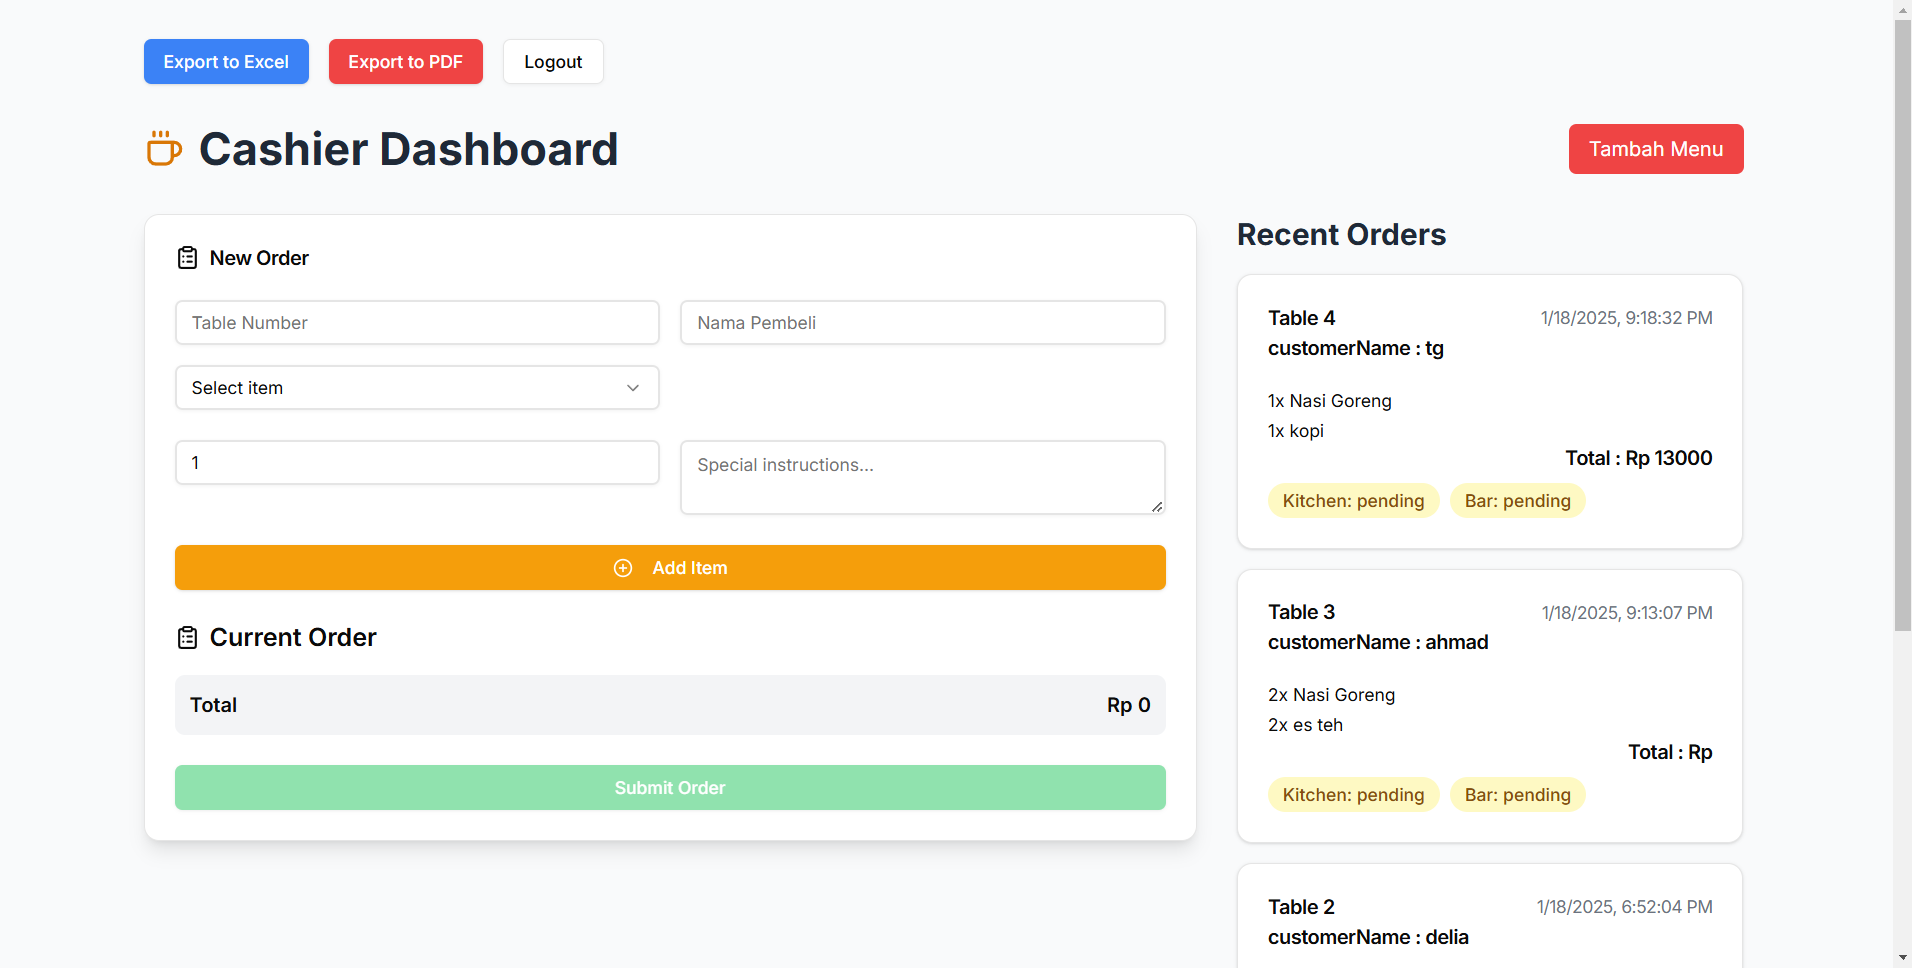 Export to Excel
Export to PDF
Logout
Cashier Dashboard
Tambah Menu
New Order
Table Number
Nama Pembeli
Select item
1
Special instructions...
Add Item
Current Order
Total
Rp 0
Submit Order
Recent Orders
Table 4
1/18/2025, 9:18:32 PM
customerName : tg
1x Nasi Goreng
1x kopi
Total : Rp 13000
Kitchen: pending
Bar: pending
Table 3
1/18/2025, 9:13:07 PM
customerName : ahmad
2x Nasi Goreng
2x es teh
Total : Rp
Kitchen: pending
Bar: pending
Table 2
1/18/2025, 6:52:04 PM
customerName : delia